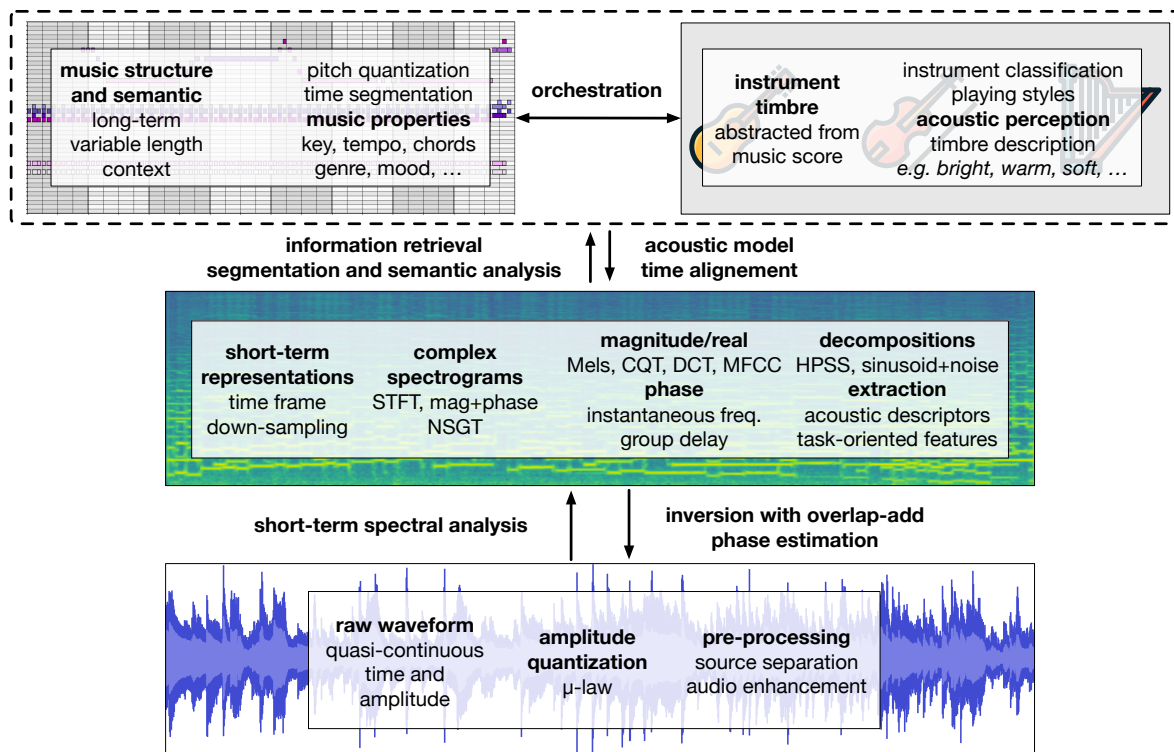 music structure
and semantic
long-term
variable length
context
pitch quantization
time segmentation
music properties
key, tempo, chords
genre, mood, …
orchestration
instrument
timbre
abstracted from
music score
instrument classification
playing styles
acoustic perception
timbre description
e.g. bright, warm, soft, …
information retrieval
segmentation and semantic analysis
acoustic model
time alignement
short-term
representations
time frame
down-sampling
complex
spectrograms
STFT, mag+phase
NSGT
magnitude/real
Mels, CQT, DCT, MFCC
phase
instantaneous freq.
group delay
decompositions
HPSS, sinusoid+noise
extraction
acoustic descriptors
task-oriented features
short-term spectral analysis
inversion with overlap-add
phase estimation
raw waveform
quasi-continuous
time and
amplitude
amplitude
quantization
μ-law
pre-processing
source separation
audio enhancement